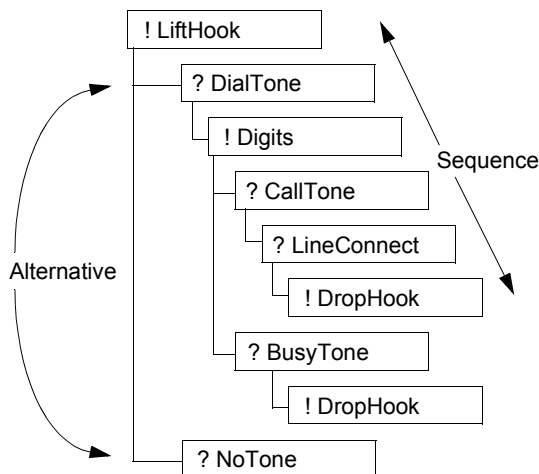 ! LiftHook
? DialTone
! Digits
Sequence
? CallTone
? LineConnect
Alternative
! DropHook
? BusyTone
! DropHook
? NoTone